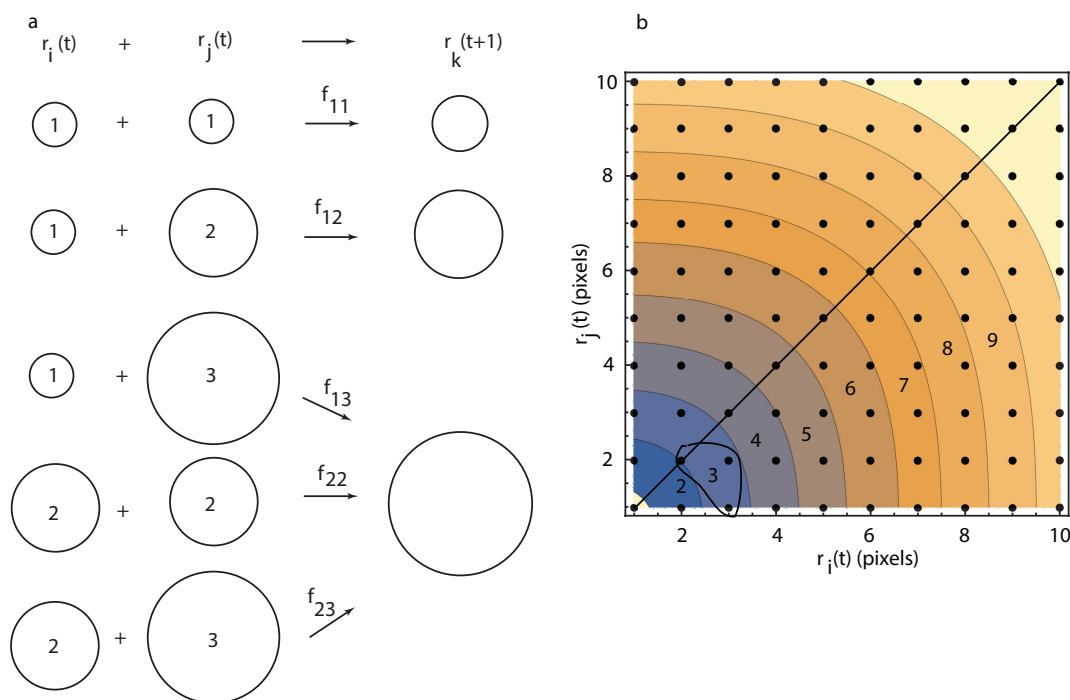 a
r_i(t) + r_j(t) r_k(t+1)
1 + 1 f_11
1 + 2 f_12
1 + 3 f_13
2 + 2 f_22
2 + 3 f_23
b
10
8
6
4
2
r_j(t) (pixels)
2 3 4 5 6 7 8 9
2 4 6 8 10
r_i(t) (pixels)